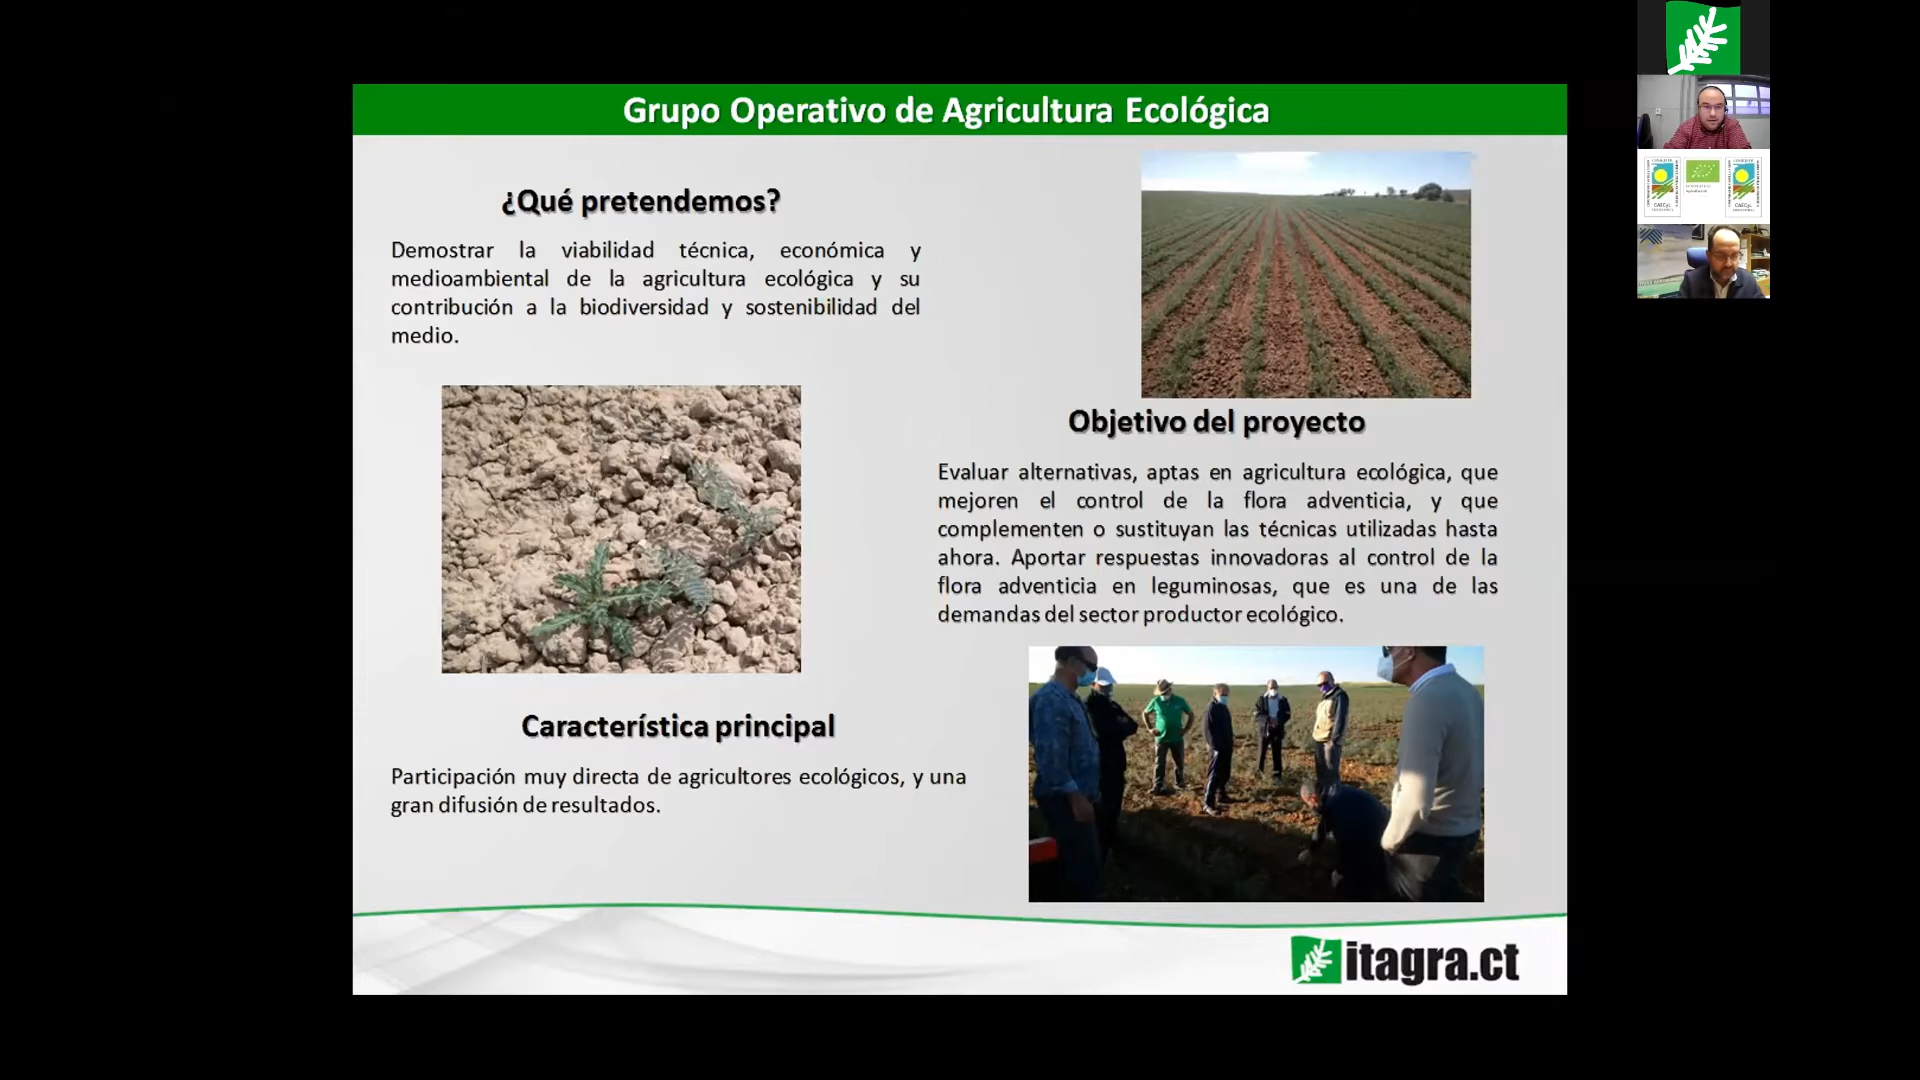 Grupo Operativo de Agricultura Ecológica
¿Qué pretendemos?
Demostrar la viabilidad técnica, económica y
medioambiental de la agricultura ecológica y su
contribución a la biodiversidad y sostenibilidad del
medio.
Objetivo del proyecto
Evaluar alternativas, aptas en agricultura ecológica, que
mejoren el control de la flora adventicia, y que
complementen o sustituyan las técnicas utilizadas hasta
ahora. Aportar respuestas innovadoras al control de la
flora adventicia en leguminosas, que es una de las
demandas del sector productor ecológico.
Característica principal
Participación muy directa de agricultores ecológicos, y una
gran difusión de resultados.
itagra.ct
CAECyL
CAECyL